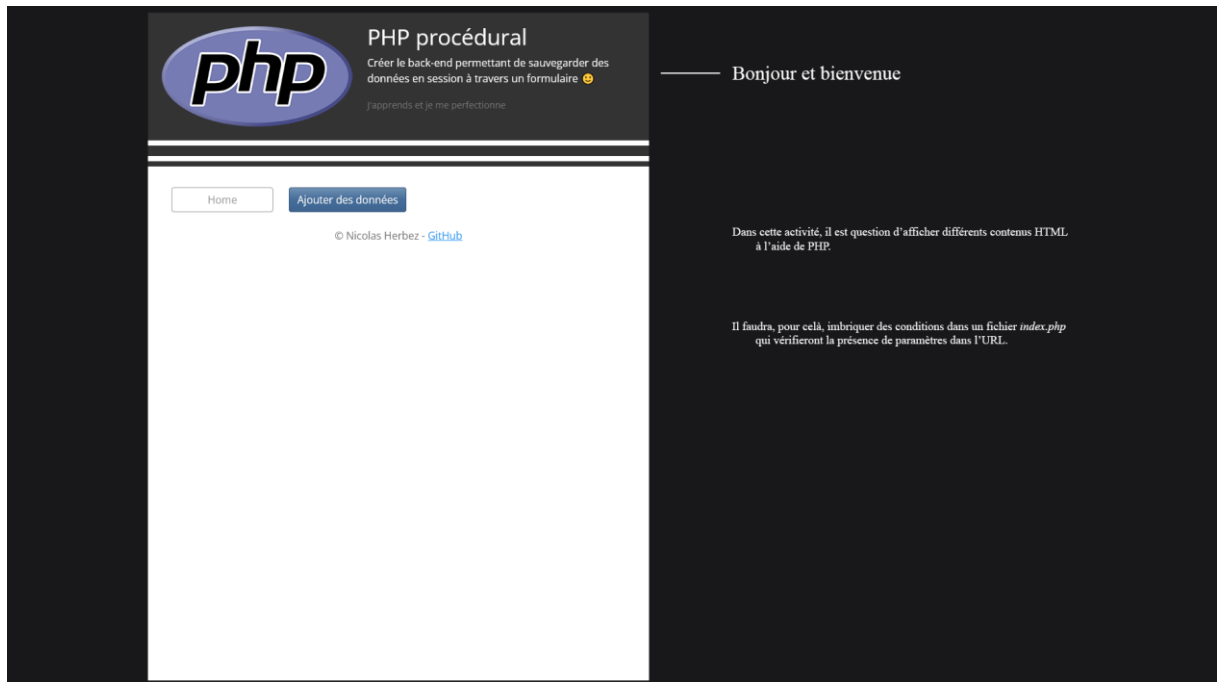 php
PHP procédural
Créer le back-end permettant de sauvegarder des
données en session à travers un formulaire 🙂
J'apprends et je me perfectionne
Home
Ajouter des données
© Nicolas Herbez - GitHub
Bonjour et bienvenue
Dans cette activité, il est question d’afficher différents contenus HTML
à l’aide de PHP.
Il faudra, pour celà, imbriquer des conditions dans un fichier index.php
qui vérifieront la présence de paramètres dans l’URL.